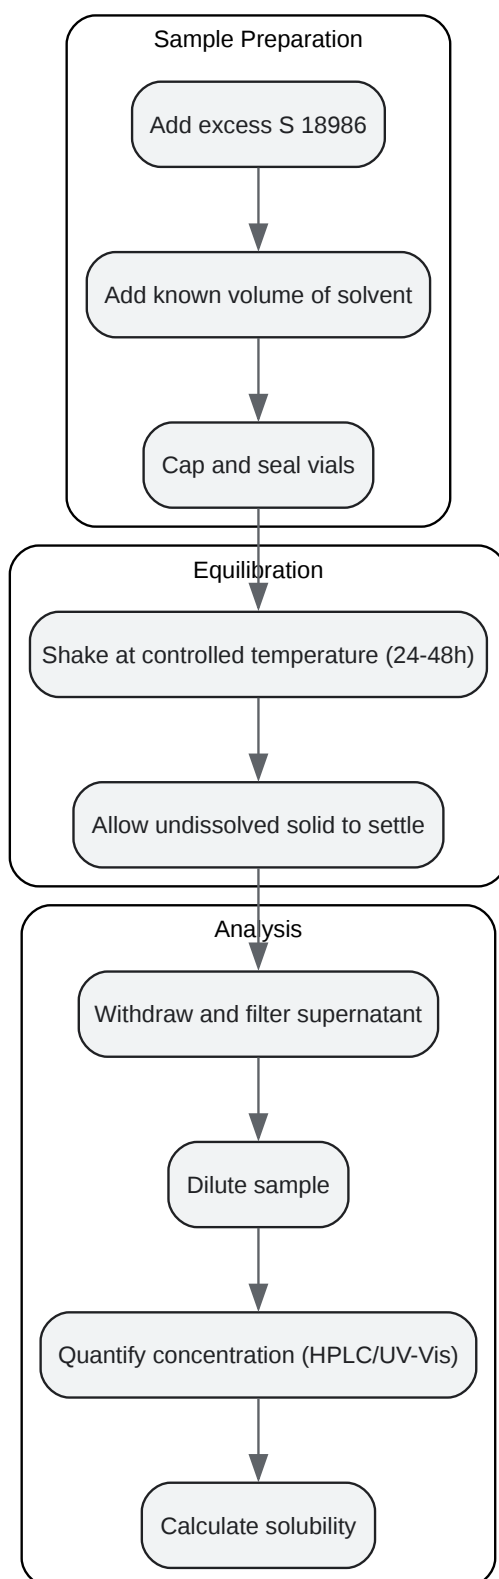 Sample Preparation
Add excess S 18986
Add known volume of solvent
Cap and seal vials
Equilibration
Shake at controlled temperature (24-48h)
Allow undissolved solid to settle
Analysis
Withdraw and filter supernatant
Dilute sample
Quantify concentration (HPLC/UV-Vis)
Calculate solubility